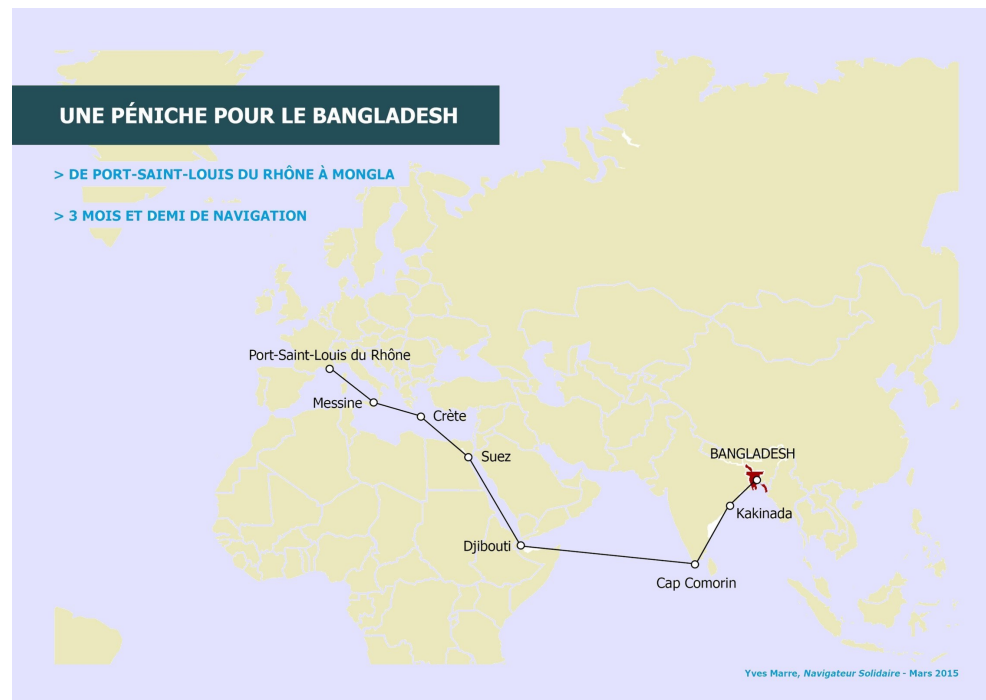 UNE PÉNICHE POUR LE BANGLADESH
> DE PORT-SAINT-LOUIS DU RHÔNE À MONGLA
> 3 MOIS ET DEMI DE NAVIGATION
Port-Saint-Louis du Rhône
Messine
Crète
Suez
BANGLADESH
Kakinada
Djibouti
Cap Comorin
Yves Marre, Navigateur Solidaire - Mars 2015